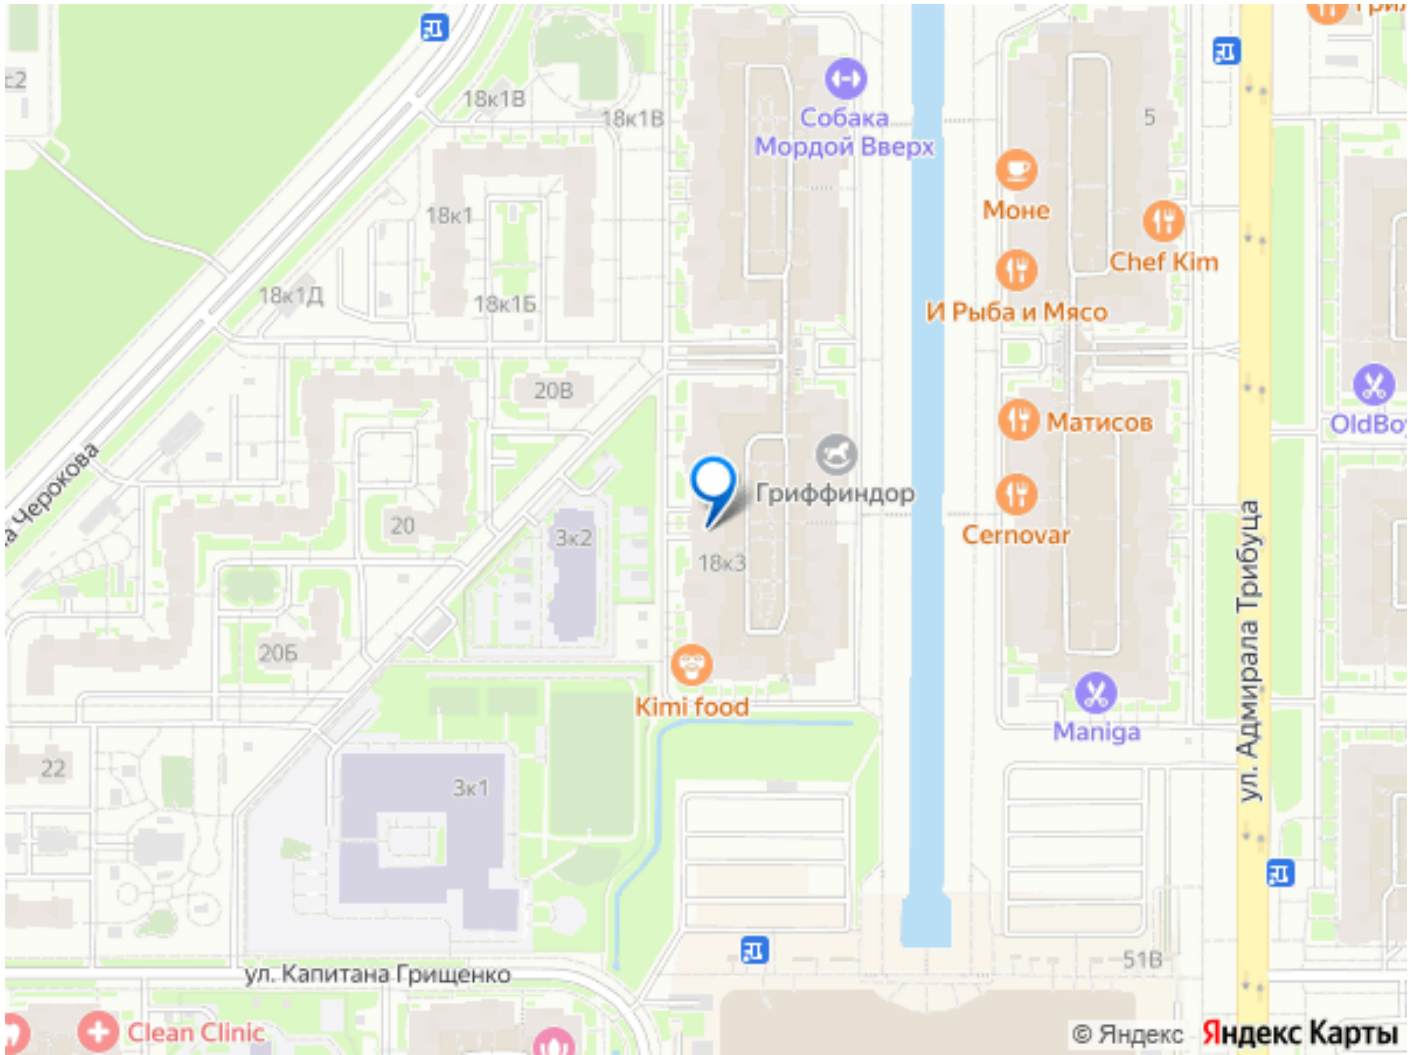 с2
18к1В
18к1В
Собака
Мордой Вверх
5
Моне
18к1
Chef Kim
18к1Д
18к1Б
И Рыба и Мясо
20В
Матисов
OldBoy
Черокова
Гриффиндор
20
3к2
Cernovar
18к3
20Б
ул. Адмирала Трибуца
Kimi food
Maniga
22
3к1
51В
ул. Капитана Грищенко
Clean Clinic
© Яндекс Яндекс Карты